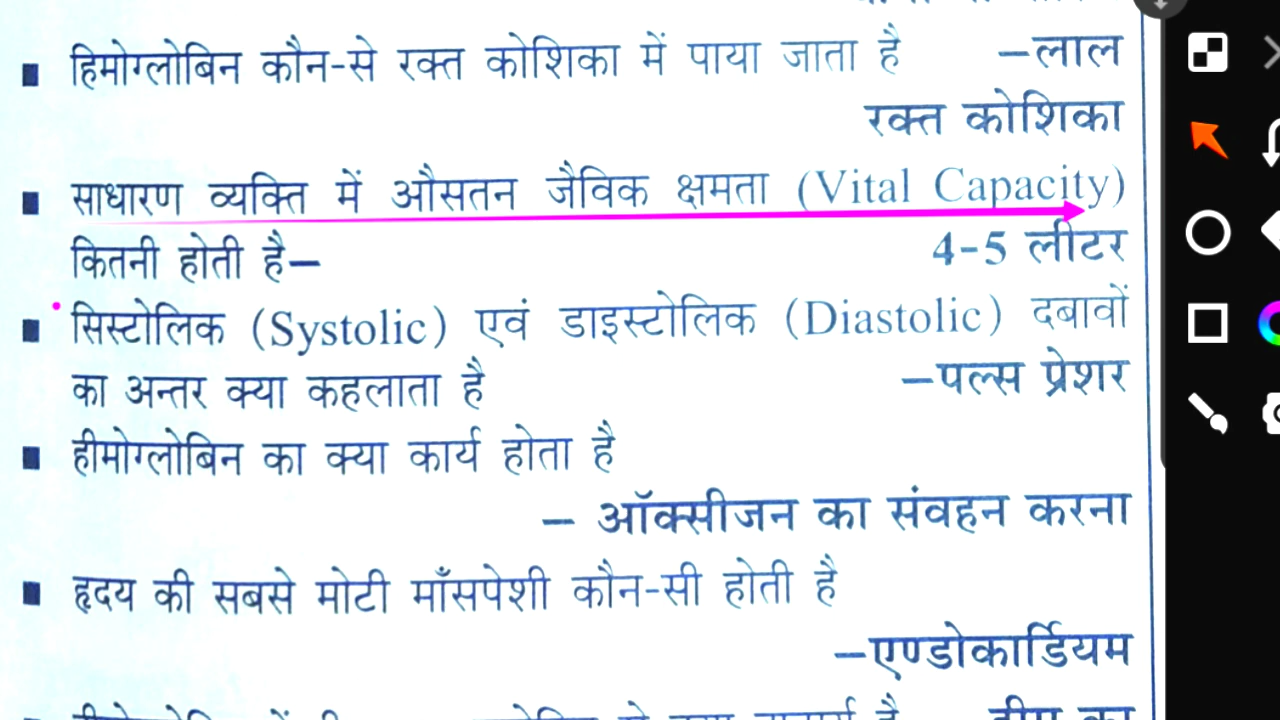 हिमोग्लोबिन कौन-से रक्त कोशिका में पाया जाता है –लाल
रक्त कोशिका
साधारण व्यक्ति में औसतन जैविक क्षमता (Vital Capacity)
कितनी होती है– 4-5 लीटर
सिस्टोलिक (Systolic) एवं डाइस्टोलिक (Diastolic) दबावों
का अन्तर क्या कहलाता है –पल्स प्रेशर
हीमोग्लोबिन का क्या कार्य होता है
– ऑक्सीजन का संवहन करना
हृदय की सबसे मोटी माँसपेशी कौन-सी होती है
–एण्डोकार्डियम